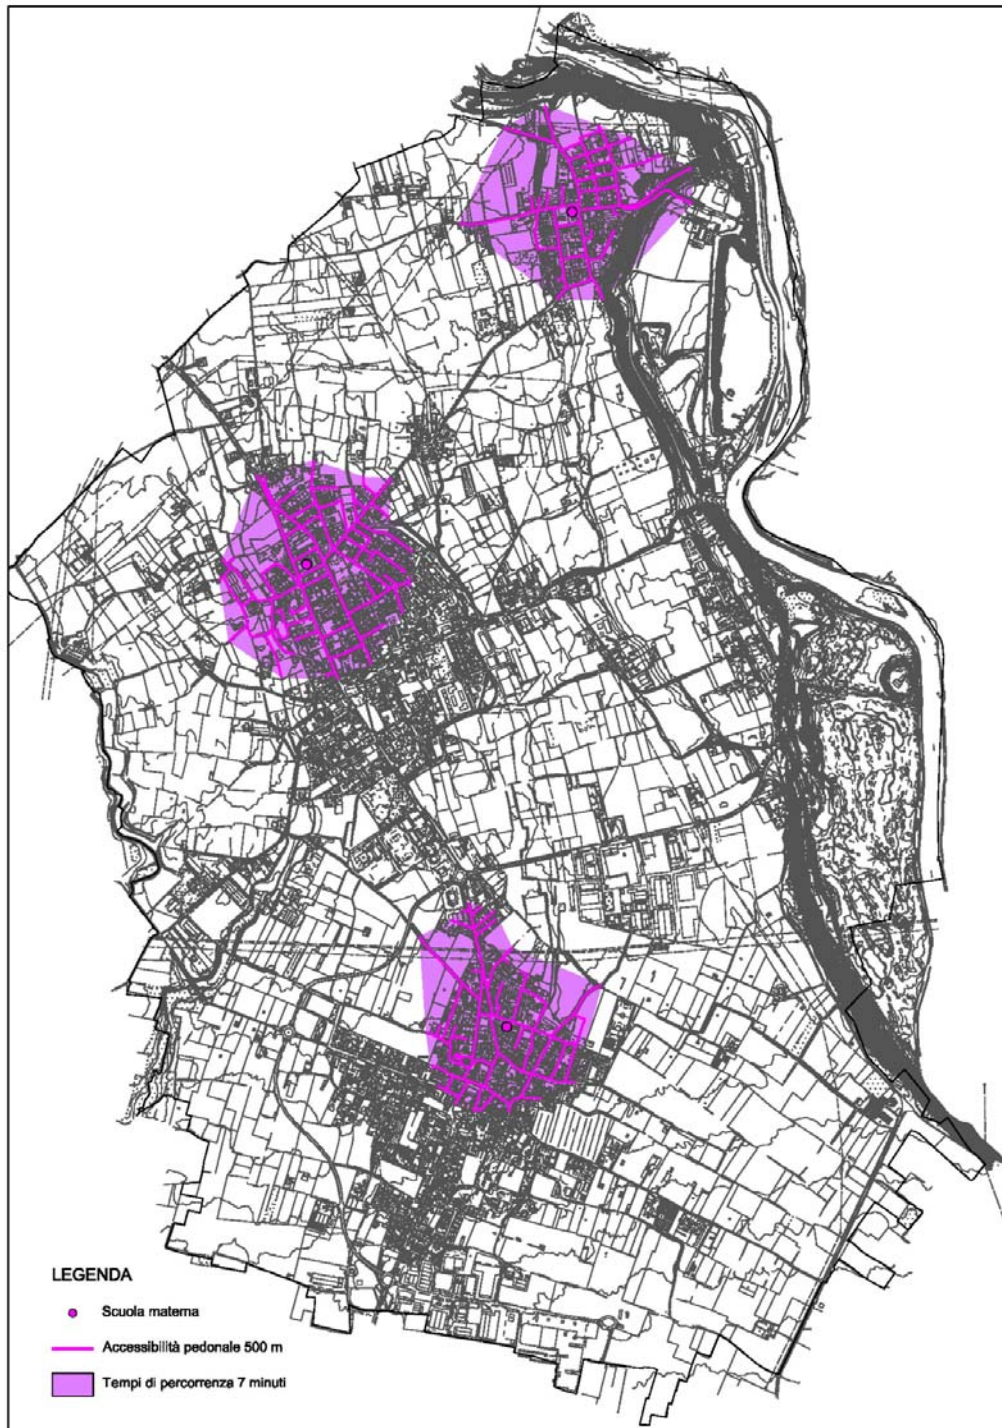 LEGENDA
Scuola materna
Accessibilità pedonale 500 m
Tempi di percorrenza 7 minuti